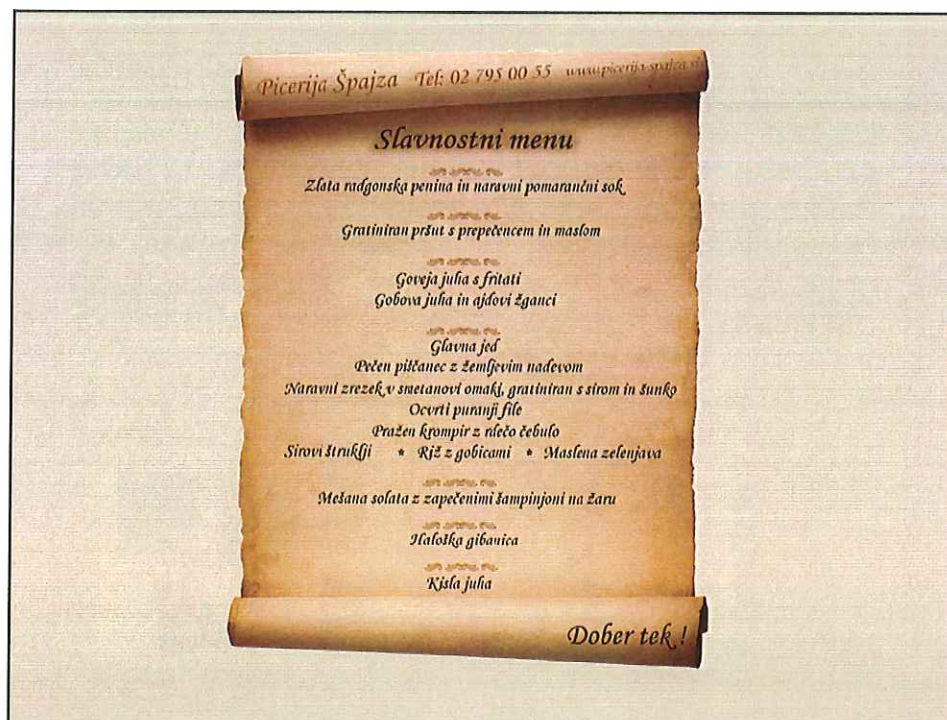 Picerija Špajza Tel: 02 795 00 55 www.picerija-spajza.si
Slavnostni menu
Zlata radgonska penina in naravni pomarančni sok
Gratiniran pršut s prepečencem in maslom
Goveja juha s fritati
Gobova juha in ajdovi žganci
Glavna jed
Pečen piščanec z žemljevim nadevom
Naravni zrezek v smetanovi omaki, gratiniran s sirom in šunko
Ocvrti puranji file
Pražen krompir z rdečo čebulo
Sirovi štruklji * Riž z gobicami * Maslena zelenjava
Mešana solata z zapečenimi šampinjoni na žaru
Haloška gibanica
Kisla juha
Dober tek !